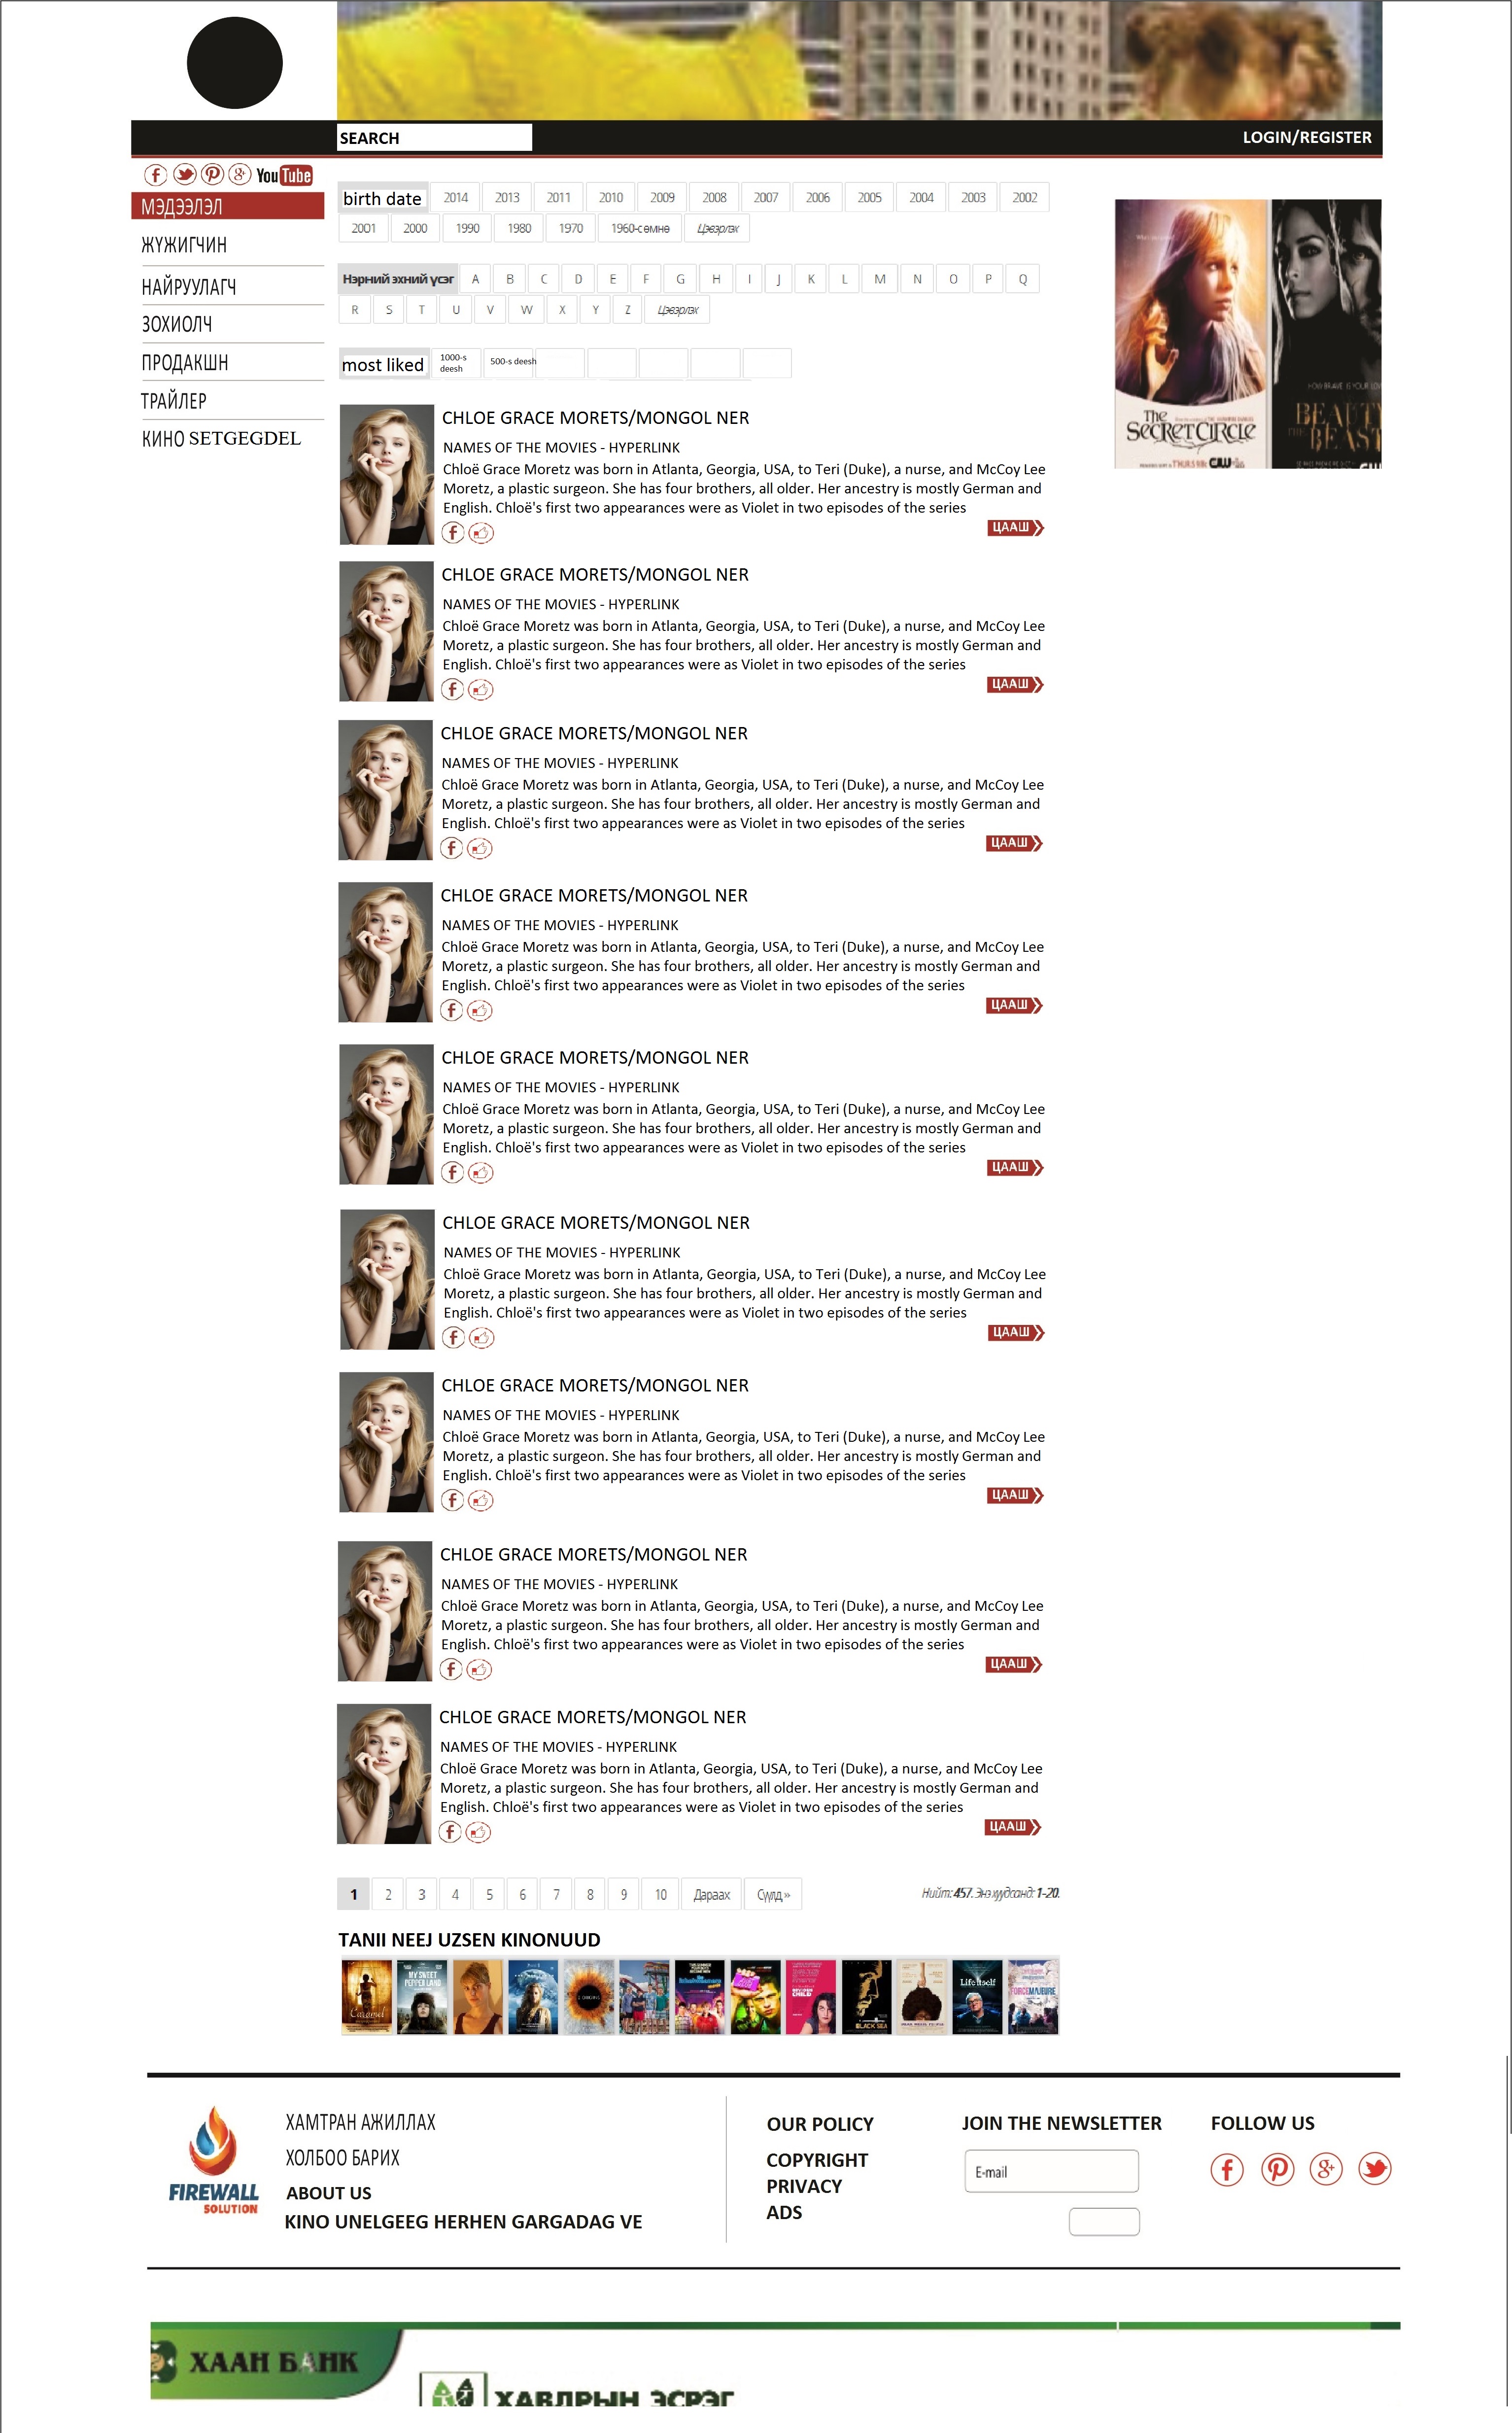 SEARCH
LOGIN/REGISTER
You Tube
МЭДЭЭЛЭЛ
ЖҮЖИГЧИН
НАЙРУУЛАГЧ
ЗОХИОЛЧ
ПРОДАКШН
ТРАЙЛЕР
КИНО SETGEGDEL
birth date 2014 2013 2011 2010 2009 2008 2007 2006 2005 2004 2003 2002
2001 2000 1990 1980 1970 1960-с өмнө Цэвэрлэх
Нэрний эхний үсэг A B C D E F G H I J K L M N O P Q
R S T U V W X Y Z Цэвэрлэх
most liked 1000-s deesh 500-s deesh
The Secret Circle
CW
BEAUTY
THE BEAST
CHLOE GRACE MORETS/MONGOL NER
NAMES OF THE MOVIES - HYPERLINK
Chloë Grace Moretz was born in Atlanta, Georgia, USA, to Teri (Duke), a nurse, and McCoy Lee
Moretz, a plastic surgeon. She has four brothers, all older. Her ancestry is mostly German and
English. Chloë's first two appearances were as Violet in two episodes of the series
ЦААШ
CHLOE GRACE MORETS/MONGOL NER
NAMES OF THE MOVIES - HYPERLINK
Chloë Grace Moretz was born in Atlanta, Georgia, USA, to Teri (Duke), a nurse, and McCoy Lee
Moretz, a plastic surgeon. She has four brothers, all older. Her ancestry is mostly German and
English. Chloë's first two appearances were as Violet in two episodes of the series
ЦААШ
CHLOE GRACE MORETS/MONGOL NER
NAMES OF THE MOVIES - HYPERLINK
Chloë Grace Moretz was born in Atlanta, Georgia, USA, to Teri (Duke), a nurse, and McCoy Lee
Moretz, a plastic surgeon. She has four brothers, all older. Her ancestry is mostly German and
English. Chloë's first two appearances were as Violet in two episodes of the series
ЦААШ
CHLOE GRACE MORETS/MONGOL NER
NAMES OF THE MOVIES - HYPERLINK
Chloë Grace Moretz was born in Atlanta, Georgia, USA, to Teri (Duke), a nurse, and McCoy Lee
Moretz, a plastic surgeon. She has four brothers, all older. Her ancestry is mostly German and
English. Chloë's first two appearances were as Violet in two episodes of the series
ЦААШ
CHLOE GRACE MORETS/MONGOL NER
NAMES OF THE MOVIES - HYPERLINK
Chloë Grace Moretz was born in Atlanta, Georgia, USA, to Teri (Duke), a nurse, and McCoy Lee
Moretz, a plastic surgeon. She has four brothers, all older. Her ancestry is mostly German and
English. Chloë's first two appearances were as Violet in two episodes of the series
ЦААШ
CHLOE GRACE MORETS/MONGOL NER
NAMES OF THE MOVIES - HYPERLINK
Chloë Grace Moretz was born in Atlanta, Georgia, USA, to Teri (Duke), a nurse, and McCoy Lee
Moretz, a plastic surgeon. She has four brothers, all older. Her ancestry is mostly German and
English. Chloë's first two appearances were as Violet in two episodes of the series
ЦААШ
CHLOE GRACE MORETS/MONGOL NER
NAMES OF THE MOVIES - HYPERLINK
Chloë Grace Moretz was born in Atlanta, Georgia, USA, to Teri (Duke), a nurse, and McCoy Lee
Moretz, a plastic surgeon. She has four brothers, all older. Her ancestry is mostly German and
English. Chloë's first two appearances were as Violet in two episodes of the series
ЦААШ
CHLOE GRACE MORETS/MONGOL NER
NAMES OF THE MOVIES - HYPERLINK
Chloë Grace Moretz was born in Atlanta, Georgia, USA, to Teri (Duke), a nurse, and McCoy Lee
Moretz, a plastic surgeon. She has four brothers, all older. Her ancestry is mostly German and
English. Chloë's first two appearances were as Violet in two episodes of the series
ЦААШ
CHLOE GRACE MORETS/MONGOL NER
NAMES OF THE MOVIES - HYPERLINK
Chloë Grace Moretz was born in Atlanta, Georgia, USA, to Teri (Duke), a nurse, and McCoy Lee
Moretz, a plastic surgeon. She has four brothers, all older. Her ancestry is mostly German and
English. Chloë's first two appearances were as Violet in two episodes of the series
ЦААШ
1 2 3 4 5 6 7 8 9 10 Дараах Сүүлд » Нийт: 457. Энэ хуудсанд: 1-20.
TANII NEEJ UZSEN KINONUUD
Caramel
MY SWEET PEPPER LAND
BLACK SEA
Life Itself
FORCE MAJEURE
FIREWALL
SOLUTION
ХАМТРАН АЖИЛЛАХ
ХОЛБОО БАРИХ
ABOUT US
KINO UNELGEEG HERHEN GARGADAG VE
OUR POLICY
COPYRIGHT
PRIVACY
ADS
JOIN THE NEWSLETTER
E-mail
FOLLOW US
ХААН БАНК
ХАВДРЫН ЭСРЭГ